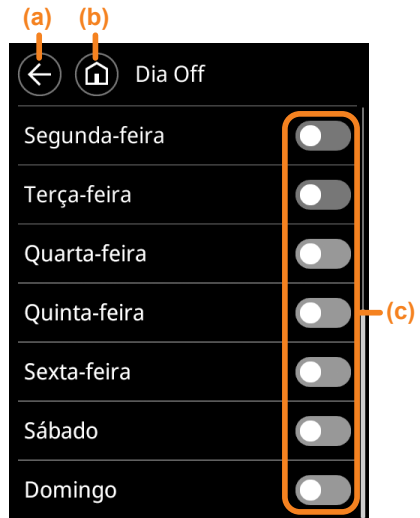 (a) (b)
Dia Off
Segunda-feira
Terça-feira
Quarta-feira
Quinta-feira
(c)
Sexta-feira
Sábado
Domingo